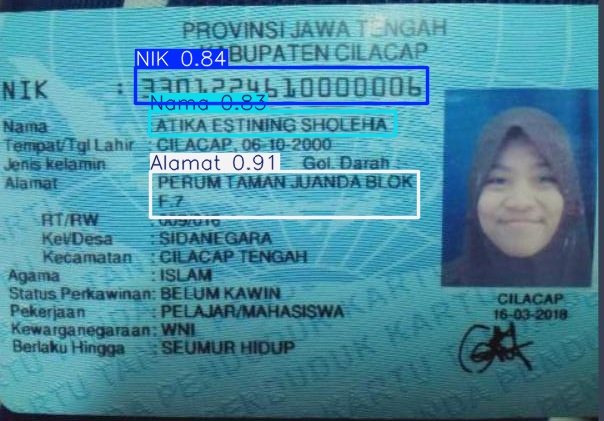 PROVINSI JAWA TENGAH
KABUPATEN CILACAP
NIK 0.84
NIK : 3301224610000006
Nama 0.83
Nama : ATIKA ESTINING SHOLEHA
Tempat/Tgl Lahir : CILACAP, 06-10-2000
Alamat 0.91
Jenis kelamin Gol. Darah :
Alamat PERUM TAMAN JUANDA BLOK
F.7
RT/RW : 009/016
Kel/Desa : SIDANEGARA
Kecamatan : CILACAP TENGAH
Agama : ISLAM
Status Perkawinan: BELUM KAWIN
Pekerjaan : PELAJAR/MAHASISWA
Kewarganegaraan: WNI
Berlaku Hingga : SEUMUR HIDUP
CILACAP
16-03-2018